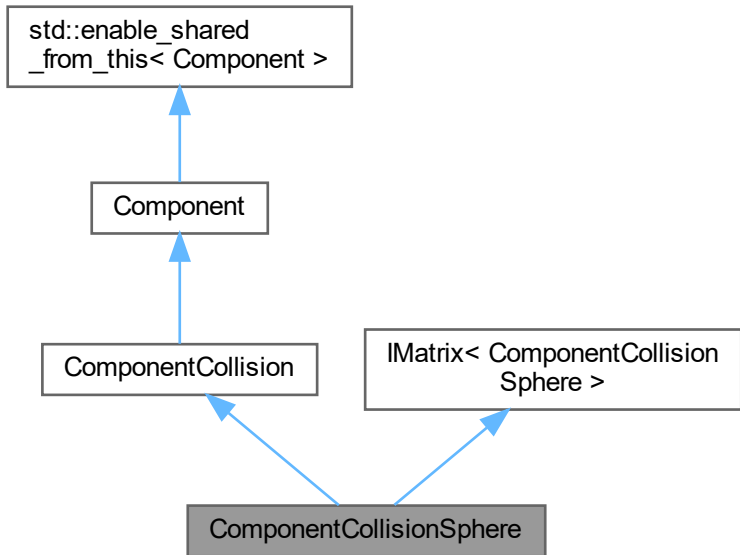 std::enable_shared
_from_this< Component >
Component
ComponentCollision
IMatrix< ComponentCollision
Sphere >
ComponentCollisionSphere